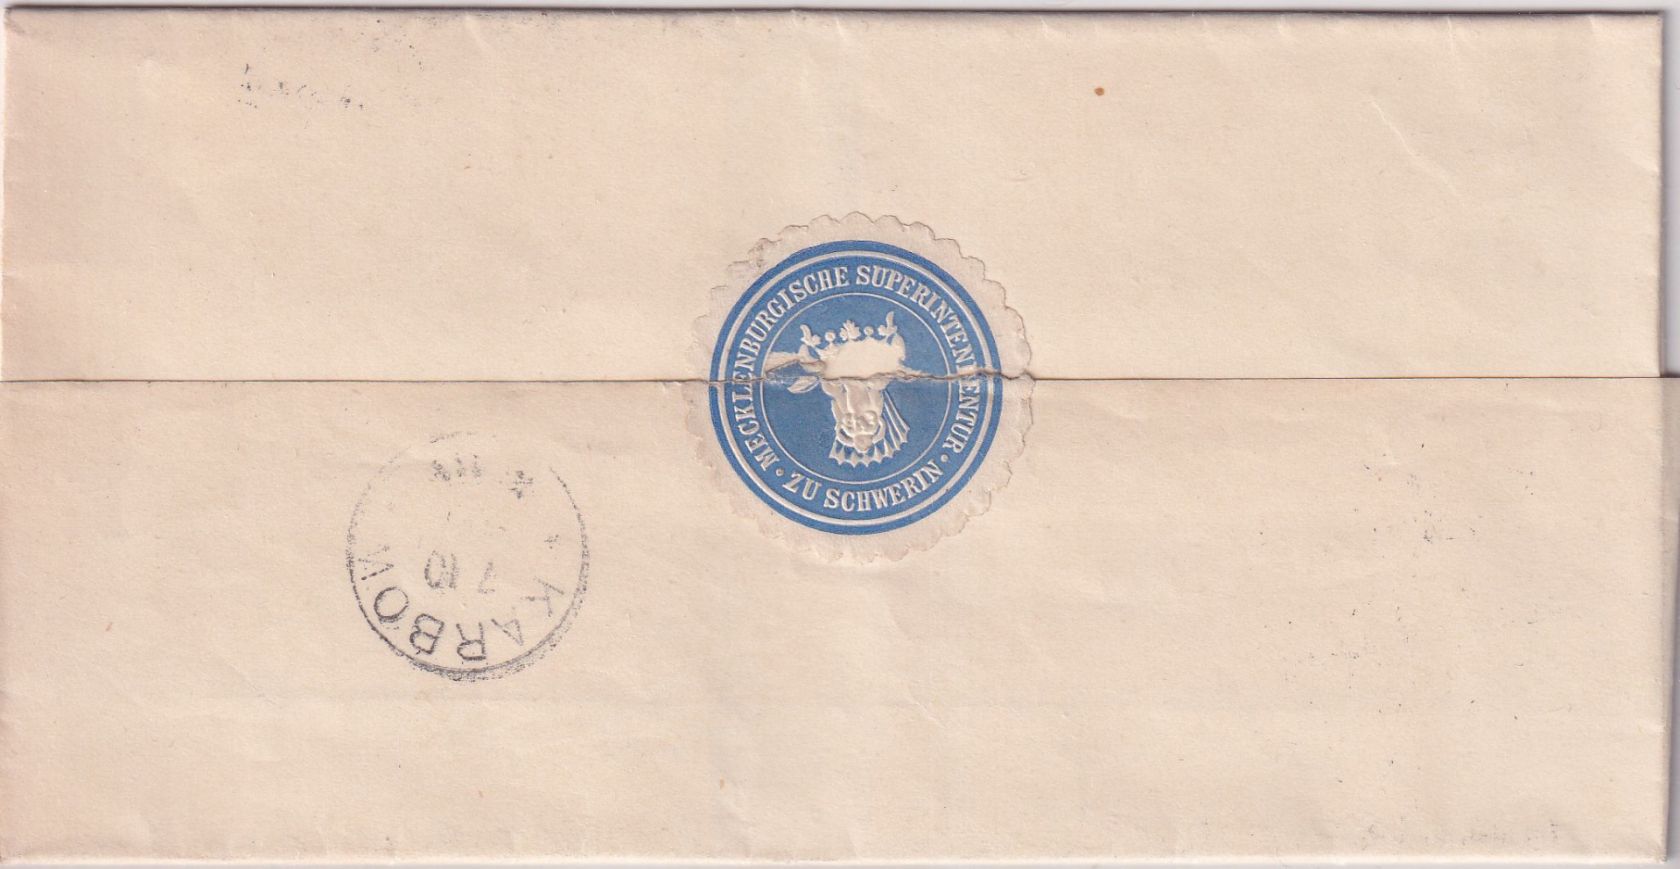 MECKLENBURGISCHE SUPERINTENDENTUR
· ZU SCHWERIN ·
KARBOW
7 10